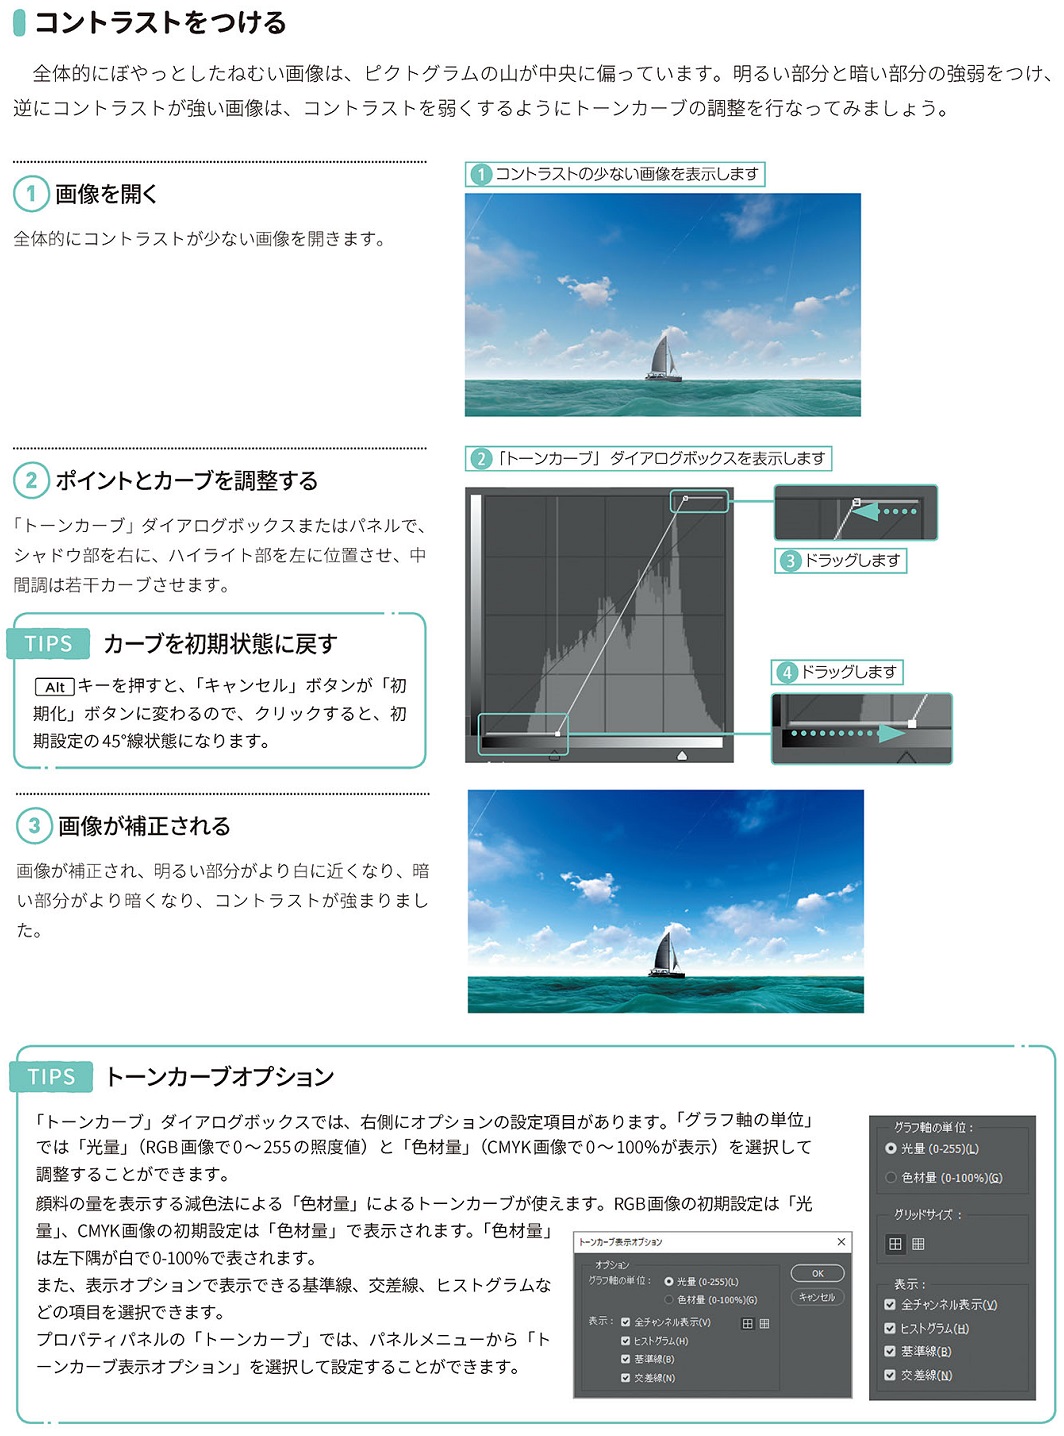 コントラストをつける
全体的にぼやっとしたねむい画像は、ピクトグラムの山が中央に偏っています。明るい部分と暗い部分の強弱をつけ、
逆にコントラストが強い画像は、コントラストを弱くするようにトーンカーブの調整を行なってみましょう。
1 画像を開く
全体的にコントラストが少ない画像を開きます。
1 コントラストの少ない画像を表示します
2 ポイントとカーブを調整する
「トーンカーブ」ダイアログボックスまたはパネルで、
シャドウ部を右に、ハイライト部を左に位置させ、中
間調は若干カーブさせます。
2 「トーンカーブ」ダイアログボックスを表示します
3 ドラッグします
4 ドラッグします
TIPS カーブを初期状態に戻す
Alt キーを押すと、「キャンセル」ボタンが「初
期化」ボタンに変わるので、クリックすると、初
期設定の45°線状態になります。
3 画像が補正される
画像が補正され、明るい部分がより白に近くなり、暗
い部分がより暗くなり、コントラストが強まりまし
た。
TIPS トーンカーブオプション
「トーンカーブ」ダイアログボックスでは、右側にオプションの設定項目があります。「グラフ軸の単位」
では「光量」（RGB画像で0～255の照度値）と「色材量」（CMYK画像で0～100%が表示）を選択して
調整することができます。
顔料の量を表示する減色法による「色材量」によるトーンカーブが使えます。RGB画像の初期設定は「光
量」、CMYK画像の初期設定は「色材量」で表示されます。「色材量」
は左下隅が白で0-100%で表されます。
また、表示オプションで表示できる基準線、交差線、ヒストグラムな
どの項目を選択できます。
プロパティパネルの「トーンカーブ」では、パネルメニューから「ト
ーンカーブ表示オプション」を選択して設定することができます。
トーンカーブ表示オプション ×
オプション
グラフ軸の単位： 光量 (0-255)(L)
色材量 (0-100%)(G)
表示： 全チャンネル表示(V)
ヒストグラム(H)
基準線(B)
交差線(N)
OK
キャンセル
グラフ軸の単位：
光量 (0-255)(L)
色材量 (0-100%)(G)
グリッドサイズ：
表示：
全チャンネル表示(V)
ヒストグラム(H)
基準線(B)
交差線(N)